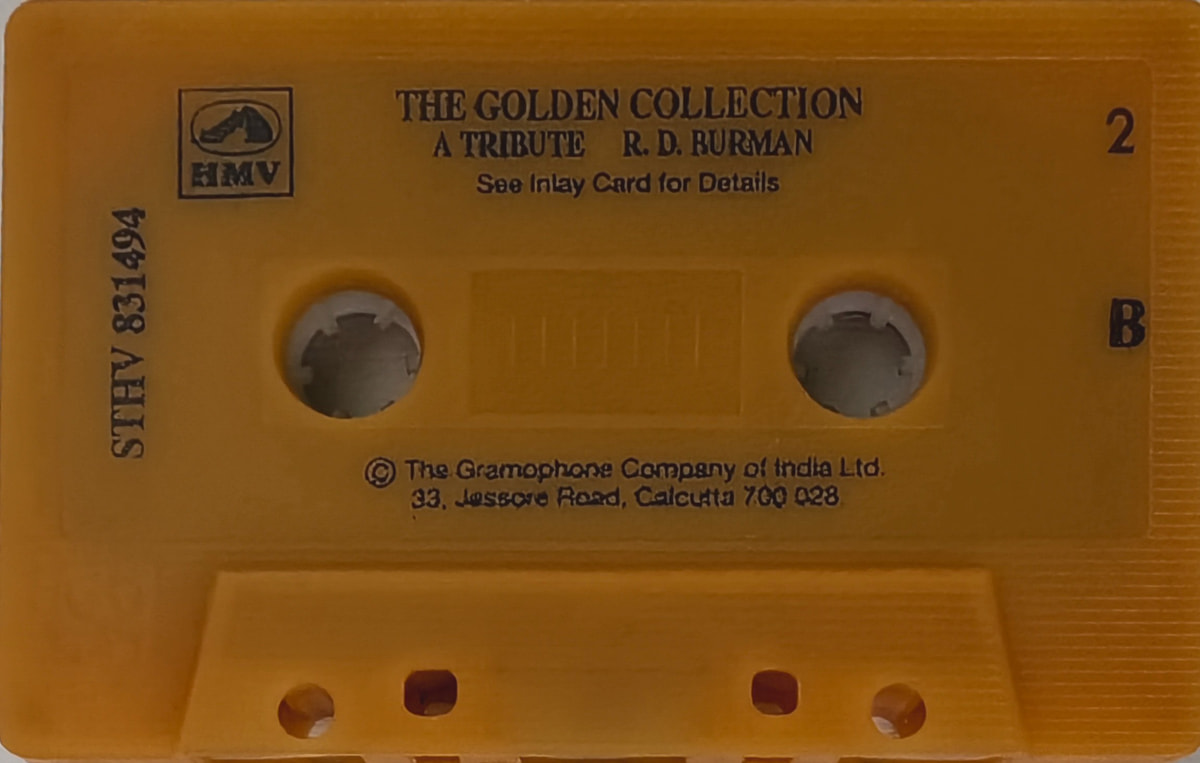 THE GOLDEN COLLECTION
A TRIBUTE R. D. BURMAN
See Inlay Card for Details
2
HMV
STHV 831494
B
© The Gramophone Company of India Ltd.
33, Jessore Road, Calcutta 700 028